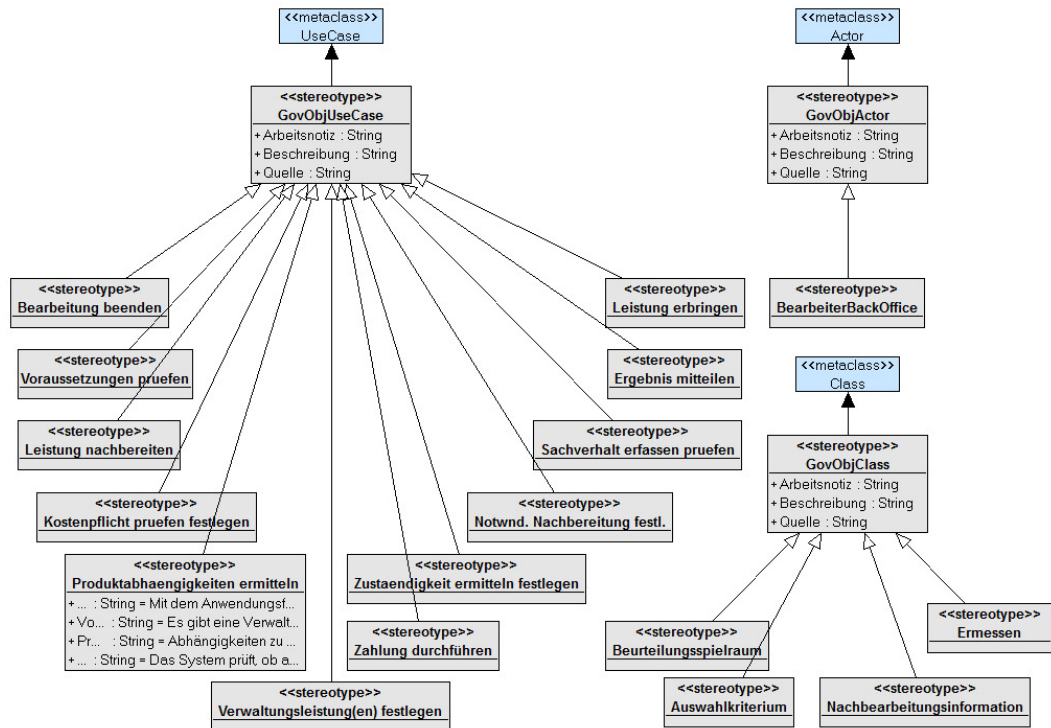 <<metaclass>>
UseCase
<<stereotype>>
GovObjUseCase
+ Arbeitsnotiz : String
+ Beschreibung : String
+ Quelle : String
<<stereotype>>
Bearbeitung beenden
<<stereotype>>
Voraussetzungen pruefen
<<stereotype>>
Leistung nachbereiten
<<stereotype>>
Kostenpflicht pruefen festlegen
<<stereotype>>
Produktabhaengigkeiten ermitteln
+ ... : String = Mit dem Anwendungsf...
+ Vo... : String = Es gibt eine Verwalt...
+ Pr... : String = Abhängigkeiten zu ...
+ ... : String = Das System prüft, ob a...
<<stereotype>>
Verwaltungsleistung(en) festlegen
<<stereotype>>
Zahlung durchführen
<<stereotype>>
Zustaendigkeit ermitteln festlegen
<<stereotype>>
Notwnd. Nachbereitung festl.
<<stereotype>>
Sachverhalt erfassen pruefen
<<stereotype>>
Ergebnis mitteilen
<<stereotype>>
Leistung erbringen
<<metaclass>>
Actor
<<stereotype>>
GovObjActor
+ Arbeitsnotiz : String
+ Beschreibung : String
+ Quelle : String
<<stereotype>>
BearbeiterBackOffice
<<metaclass>>
Class
<<stereotype>>
GovObjClass
+ Arbeitsnotiz : String
+ Beschreibung : String
+ Quelle : String
<<stereotype>>
Beurteilungsspielraum
<<stereotype>>
Auswahlkriterium
<<stereotype>>
Nachbearbeitungsinformation
<<stereotype>>
Ermessen